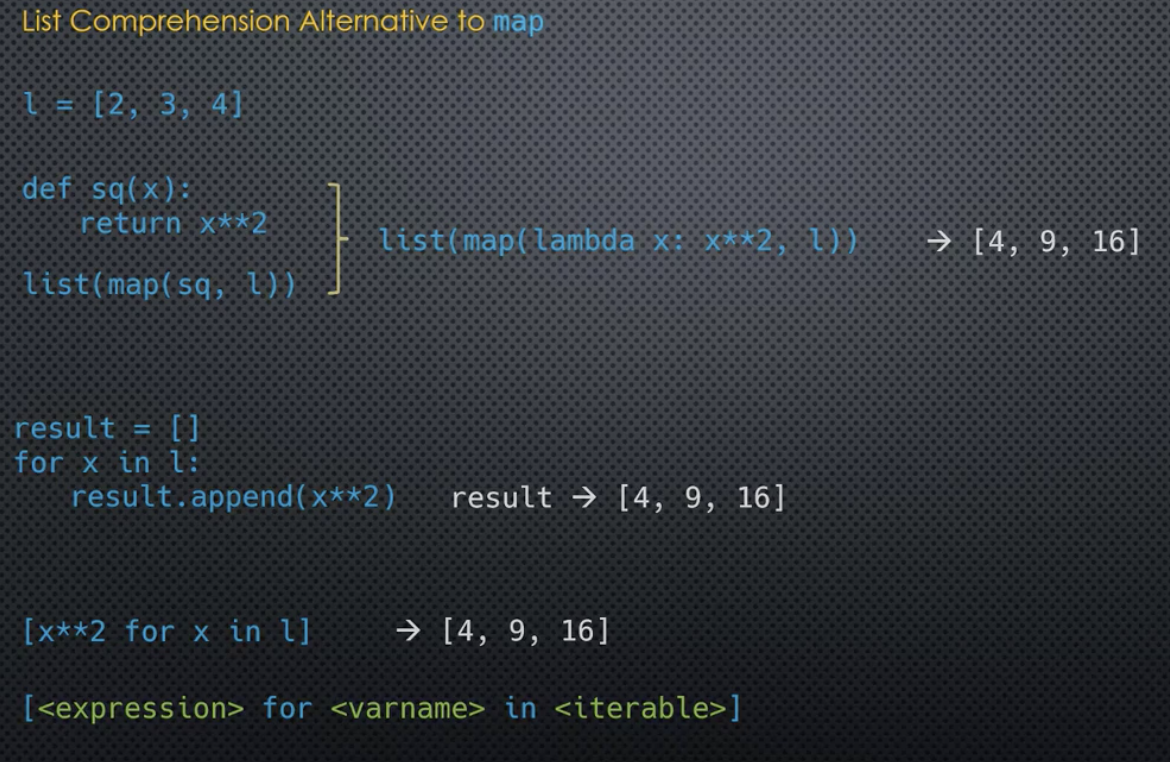 List Comprehension Alternative to map
l = [2, 3, 4]
def sq(x):
    return x**2
list(map(sq, l))
list(map(lambda x: x**2, l)) → [4, 9, 16]
result = []
for x in l:
    result.append(x**2) result → [4, 9, 16]
[x**2 for x in l] → [4, 9, 16]
[<expression> for <varname> in <iterable>]